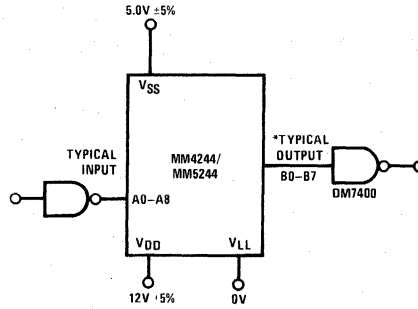 5.0V ±5%
VSS
TYPICAL
INPUT
MM4244/
MM5244
*TYPICAL
OUTPUT
B0–B7
DM7400
A0–A8
VDD
VLL
12V ±5%
0V